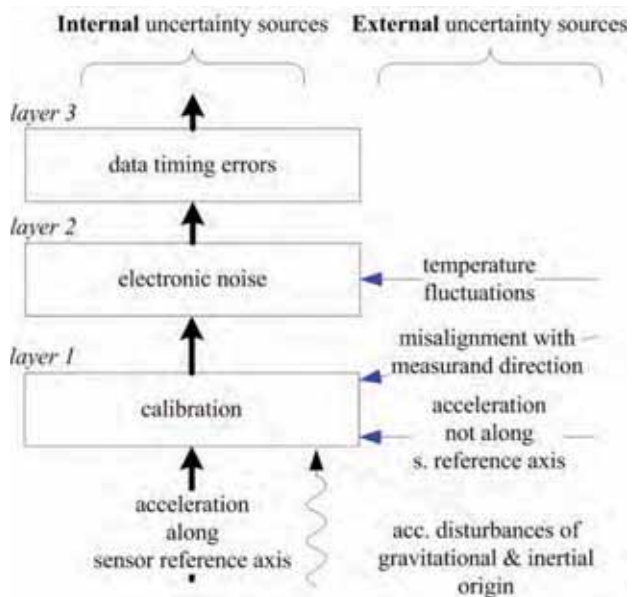 Internal uncertainty sources
External uncertainty sources
layer 3
data timing errors
layer 2
electronic noise
temperature
fluctuations
misalignment with
measurand direction
layer 1
calibration
acceleration
not along
s. reference axis
acceleration
along
sensor reference axis
acc. disturbances of
gravitational & inertial
origin